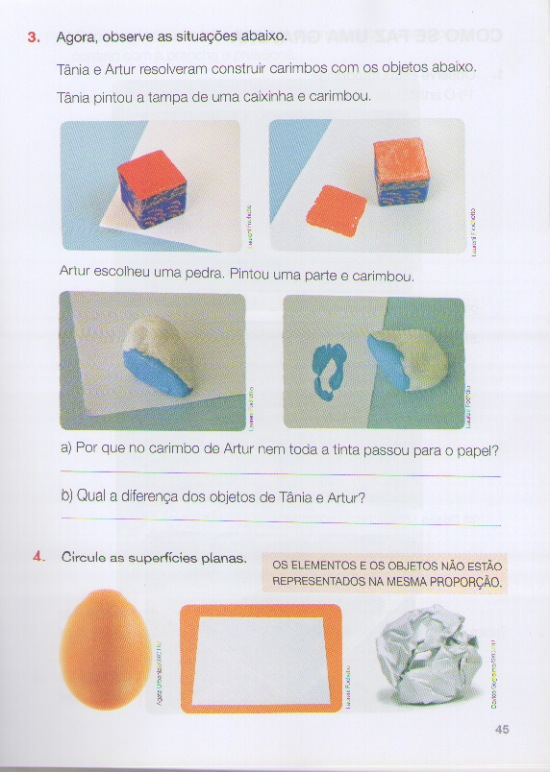 3. Agora, observe as situações abaixo.
Tânia e Artur resolveram construir carimbos com os objetos abaixo.
Tânia pintou a tampa de uma caixinha e carimbou.
Artur escolheu uma pedra. Pintou uma parte e carimbou.
a) Por que no carimbo de Artur nem toda a tinta passou para o papel?
b) Qual a diferença dos objetos de Tânia e Artur?
4. Circule as superfícies planas.
OS ELEMENTOS E OS OBJETOS NÃO ESTÃO
REPRESENTADOS NA MESMA PROPORÇÃO.
45